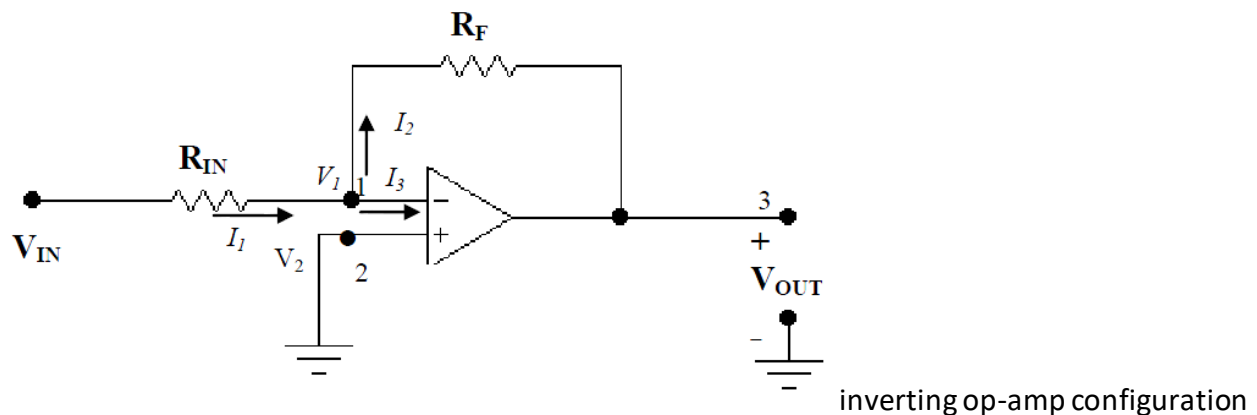 R_F
I_2
R_IN
V_1
1
I_3
−
I_1
V_IN
V_2
+
2
3
+
V_OUT
−
inverting op-amp configuration